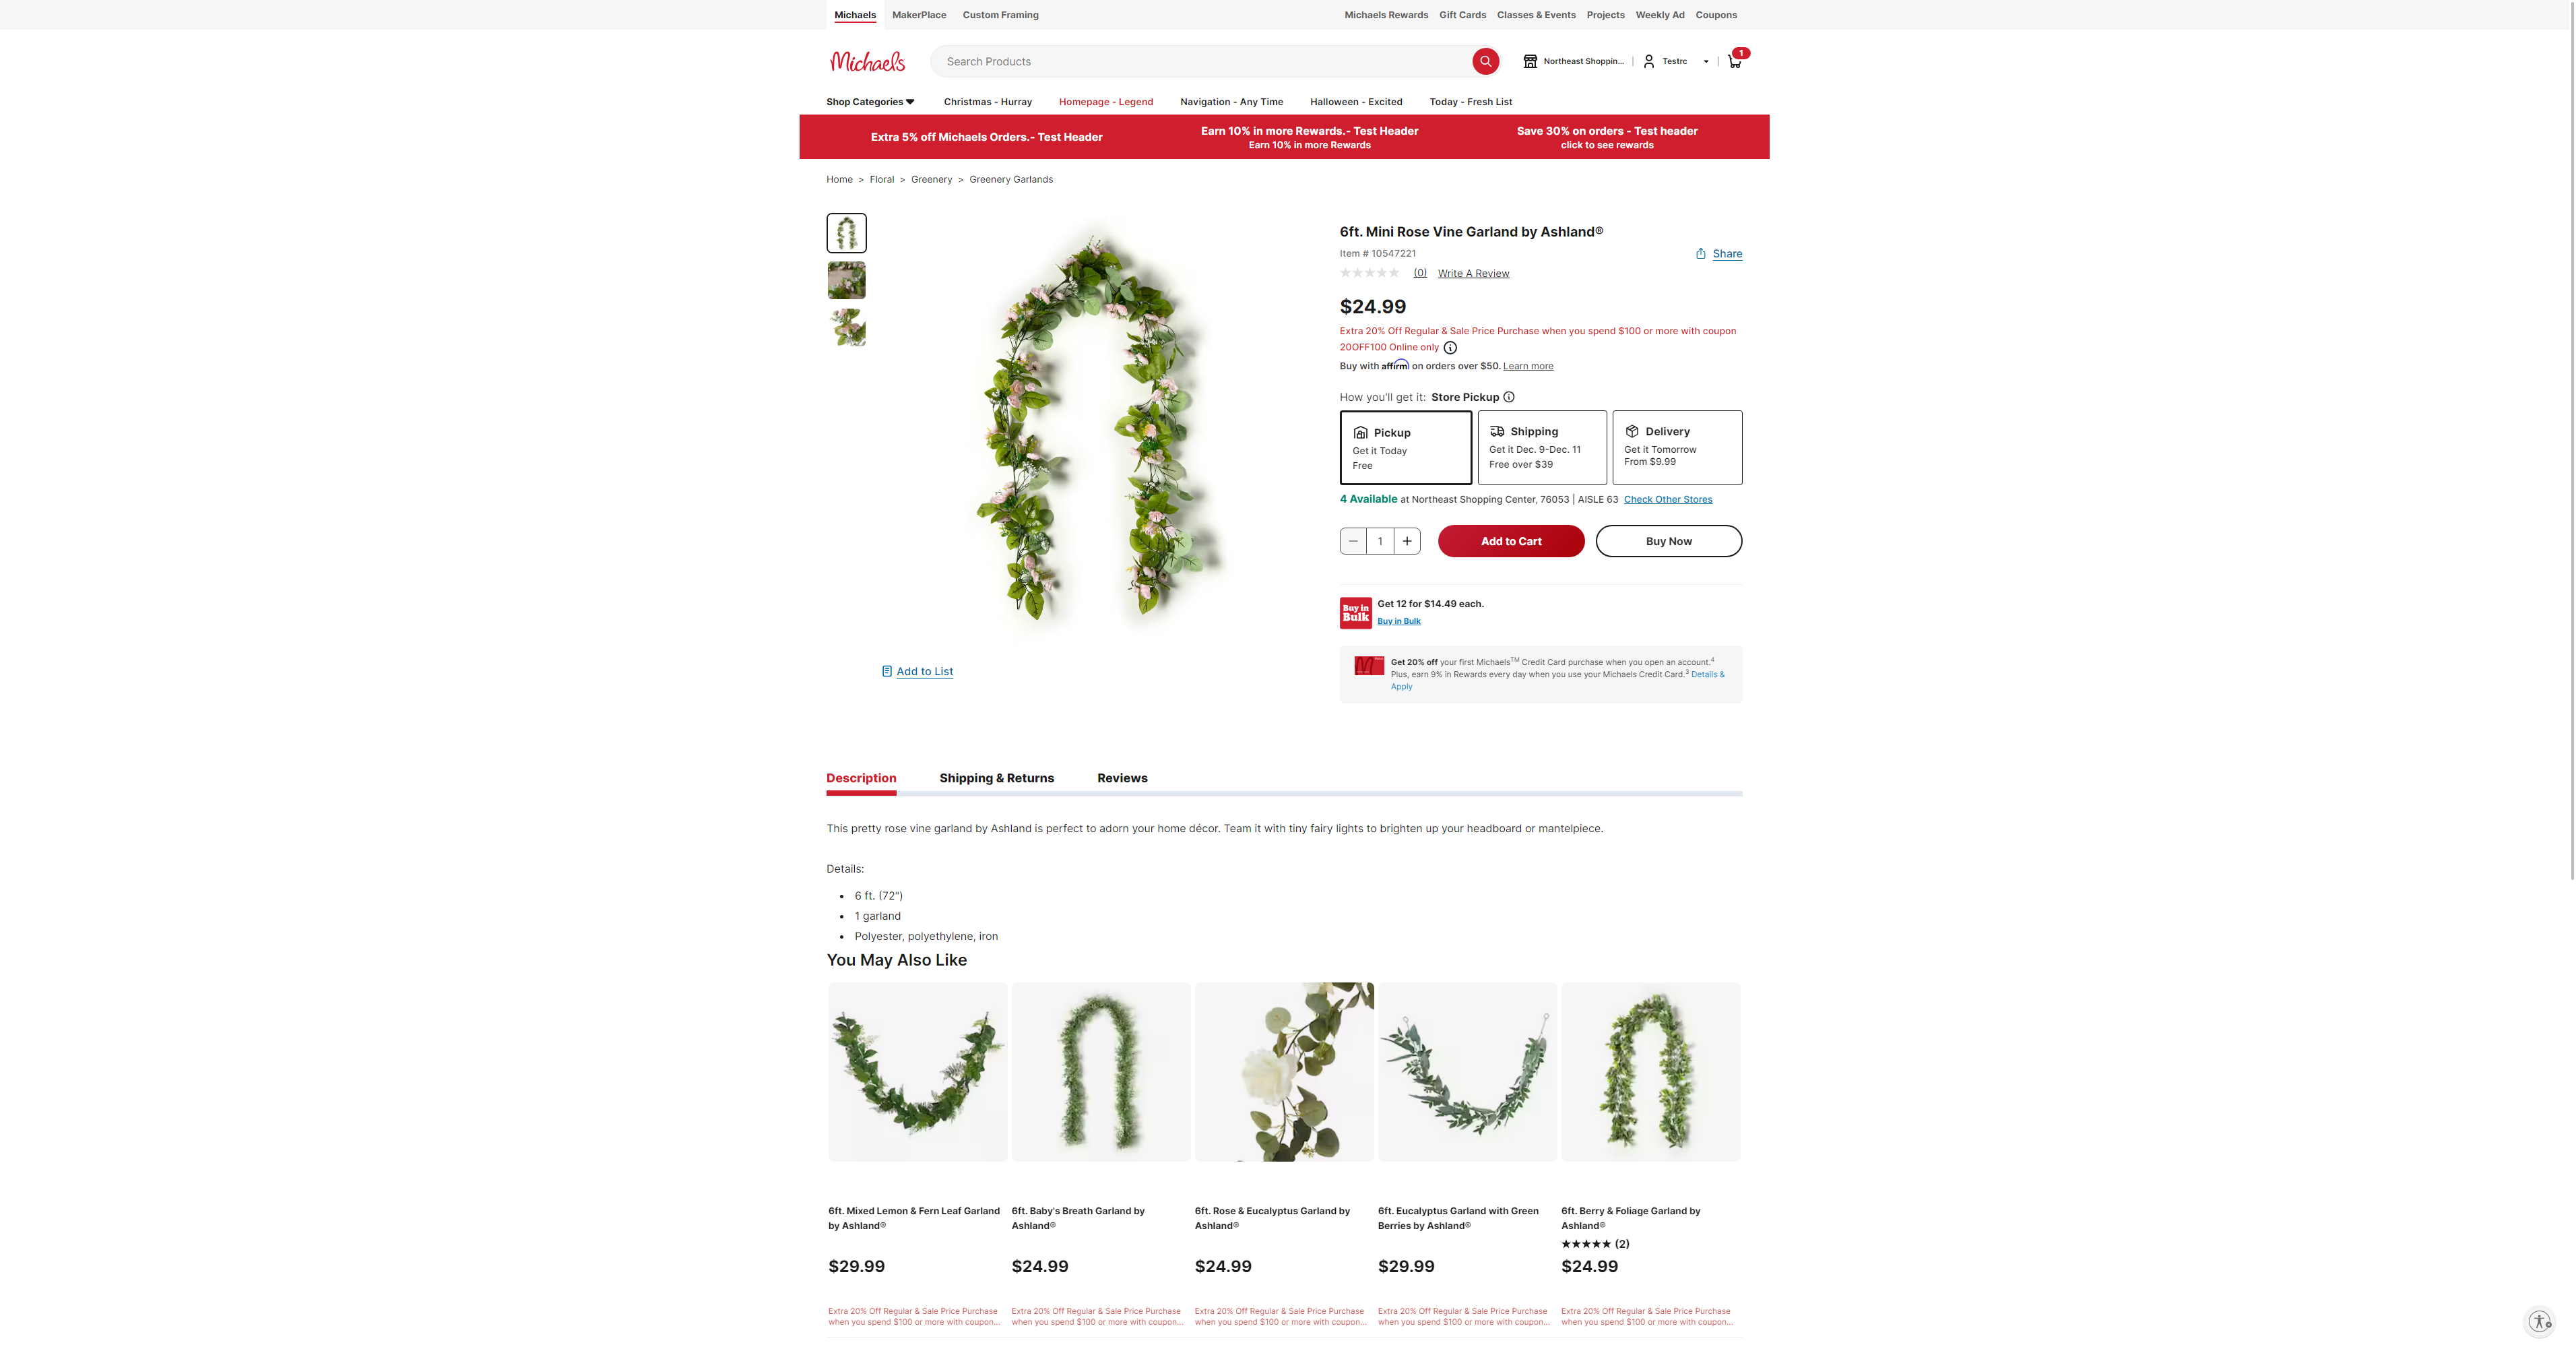 Michaels MakerPlace Custom Framing Michaels Rewards Gift Cards Classes & Events Projects Weekly Ad Coupons
Michaels Search Products Northeast Shoppin... | Testrc | 1
Shop Categories Christmas - Hurray Homepage - Legend Navigation - Any Time Halloween - Excited Today - Fresh List
Extra 5% off Michaels Orders.- Test Header
Earn 10% in more Rewards.- Test Header
Earn 10% in more Rewards
Save 30% on orders - Test header
click to see rewards
Home > Floral > Greenery > Greenery Garlands
6ft. Mini Rose Vine Garland by Ashland®
Item # 10547221
Share
(0) Write A Review
$24.99
Extra 20% Off Regular & Sale Price Purchase when you spend $100 or more with coupon
20OFF100 Online only
Buy with affirm on orders over $50. Learn more
How you'll get it: Store Pickup
Pickup
Get it Today
Free
Shipping
Get it Dec. 9-Dec. 11
Free over $39
Delivery
Get it Tomorrow
From $9.99
4 Available at Northeast Shopping Center, 76053 | AISLE 63 Check Other Stores
1
Add to Cart
Buy Now
Buy in
Bulk
Get 12 for $14.49 each.
Buy in Bulk
Add to List
Get 20% off your first Michaels™ Credit Card purchase when you open an account.⁴
Plus, earn 9% in Rewards every day when you use your Michaels Credit Card.³ Details &
Apply
Description Shipping & Returns Reviews
This pretty rose vine garland by Ashland is perfect to adorn your home décor. Team it with tiny fairy lights to brighten up your headboard or mantelpiece.
Details:
• 6 ft. (72")
• 1 garland
• Polyester, polyethylene, iron
You May Also Like
6ft. Mixed Lemon & Fern Leaf Garland
by Ashland®
$29.99
Extra 20% Off Regular & Sale Price Purchase
when you spend $100 or more with coupon...
6ft. Baby's Breath Garland by
Ashland®
$24.99
Extra 20% Off Regular & Sale Price Purchase
when you spend $100 or more with coupon...
6ft. Rose & Eucalyptus Garland by
Ashland®
$24.99
Extra 20% Off Regular & Sale Price Purchase
when you spend $100 or more with coupon...
6ft. Eucalyptus Garland with Green
Berries by Ashland®
$29.99
Extra 20% Off Regular & Sale Price Purchase
when you spend $100 or more with coupon...
6ft. Berry & Foliage Garland by
Ashland®
★★★★★ (2)
$24.99
Extra 20% Off Regular & Sale Price Purchase
when you spend $100 or more with coupon...